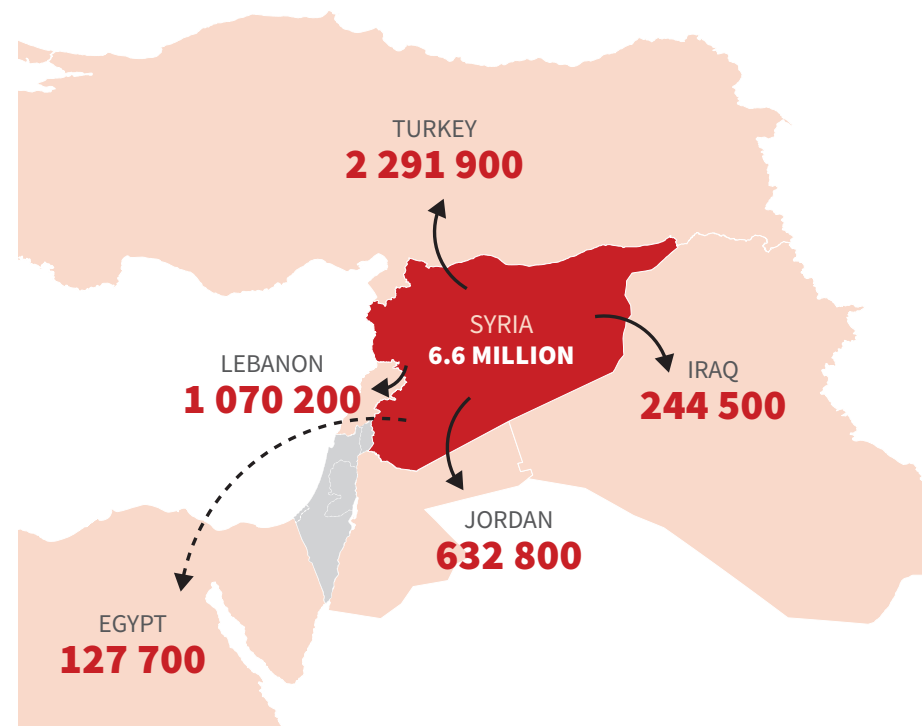 TURKEY
2 291 900
SYRIA
6.6 MILLION
LEBANON
1 070 200
IRAQ
244 500
JORDAN
632 800
EGYPT
127 700